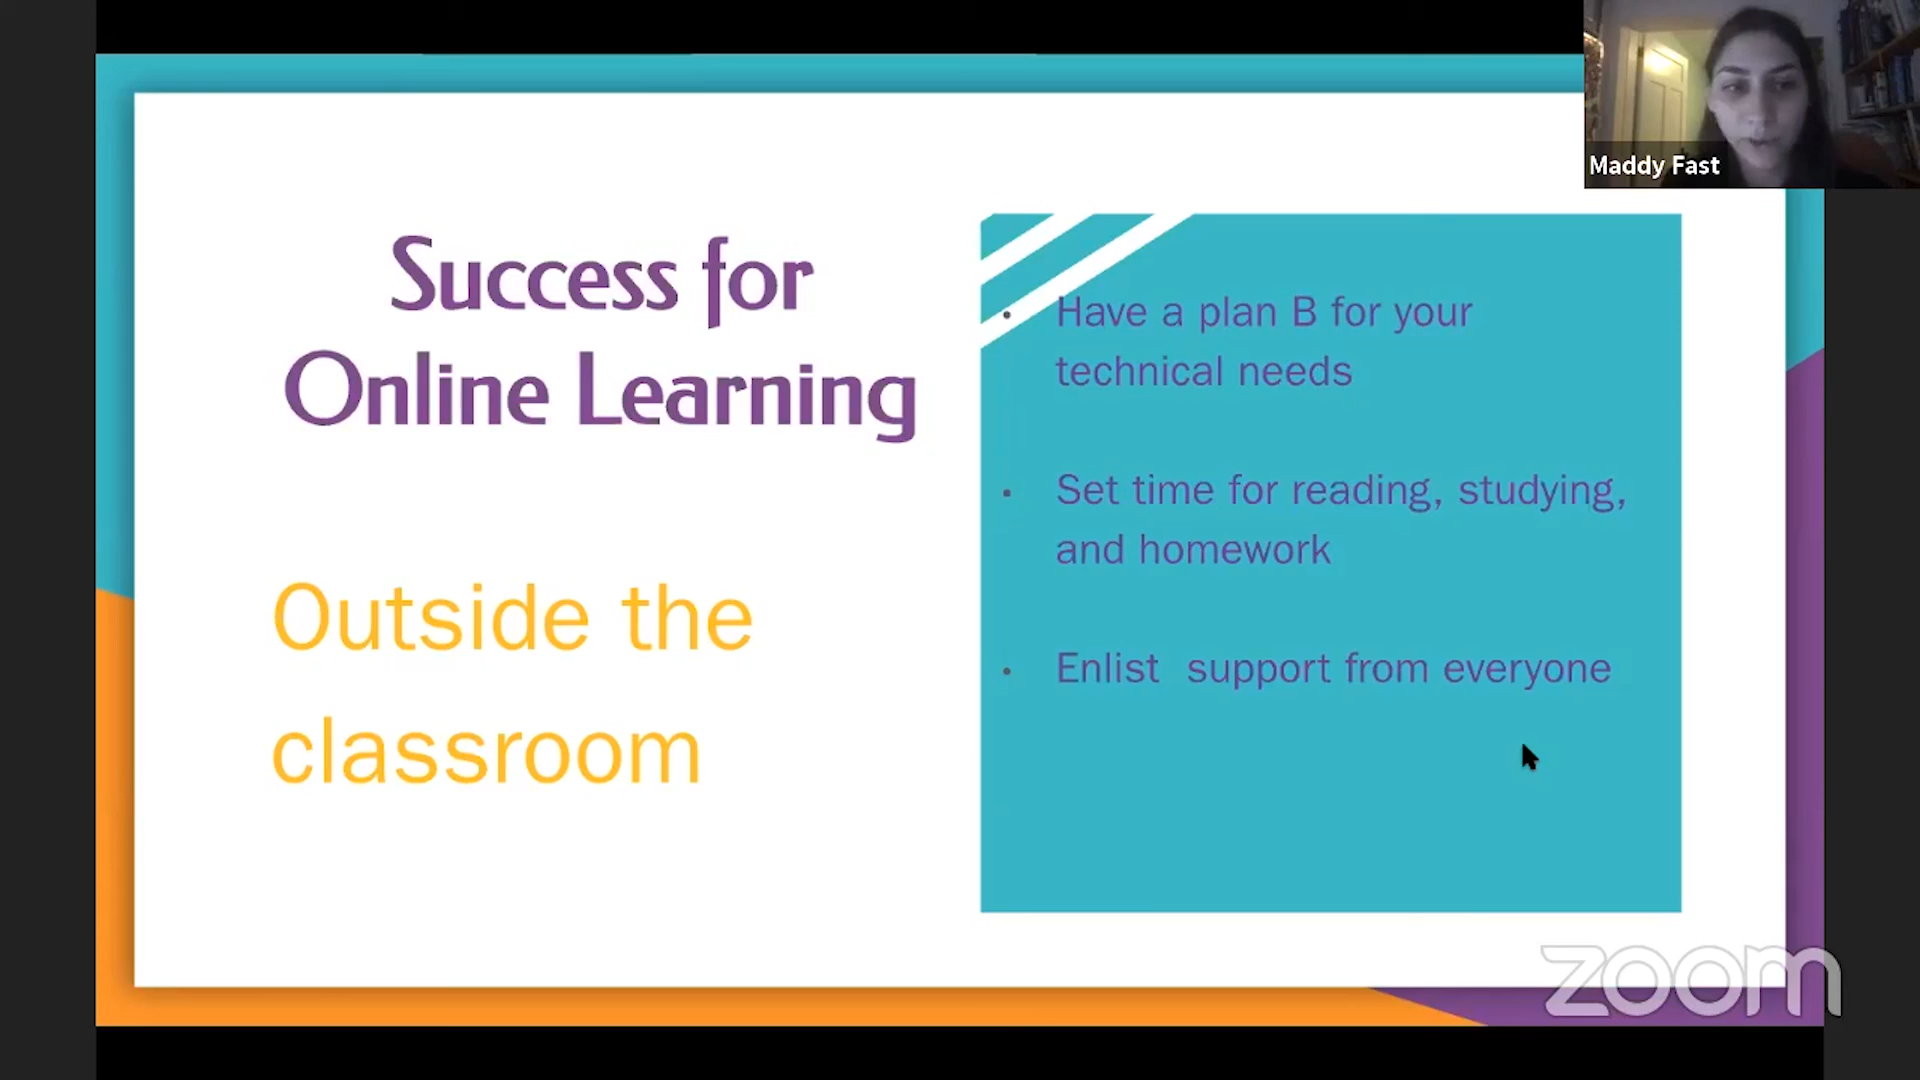 Maddy Fast
Success for
Online Learning
Outside the
classroom
• Have a plan B for your
technical needs
• Set time for reading, studying,
and homework
• Enlist  support from everyone
zoom